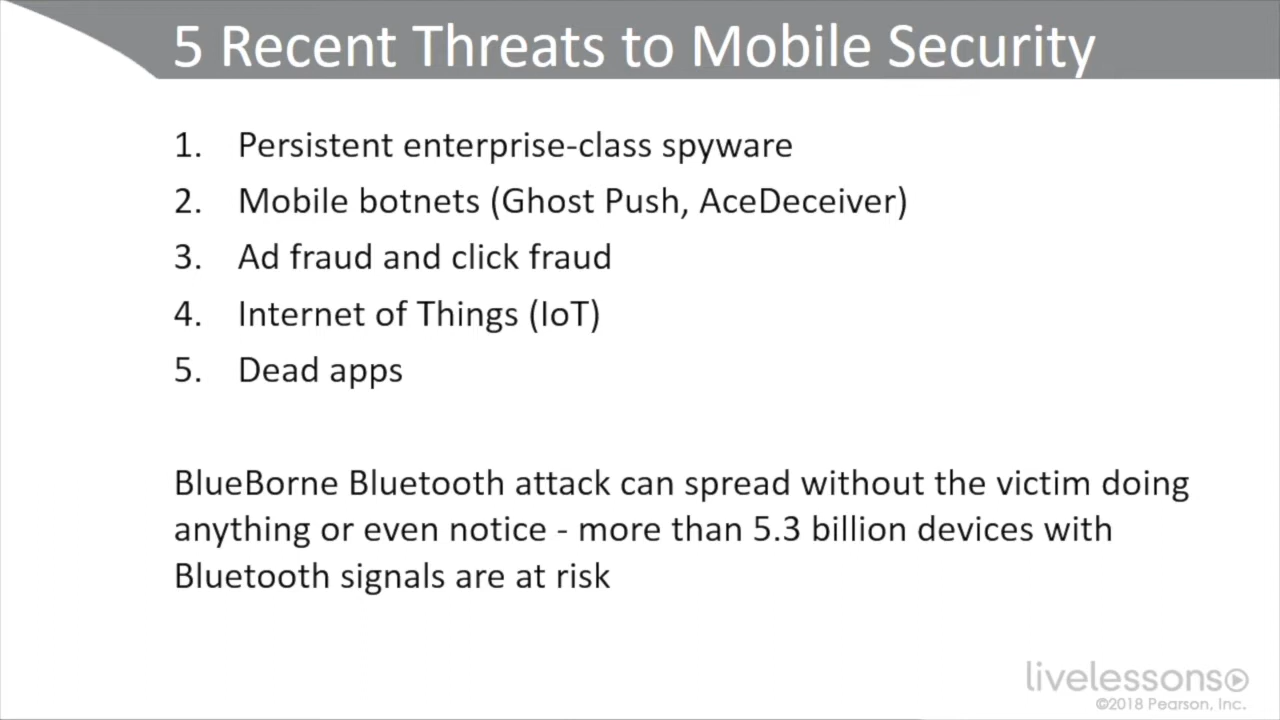 5 Recent Threats to Mobile Security
1. Persistent enterprise-class spyware
2. Mobile botnets (Ghost Push, AceDeceiver)
3. Ad fraud and click fraud
4. Internet of Things (IoT)
5. Dead apps
BlueBorne Bluetooth attack can spread without the victim doing
anything or even notice - more than 5.3 billion devices with
Bluetooth signals are at risk
livelessons
©2018 Pearson, Inc.